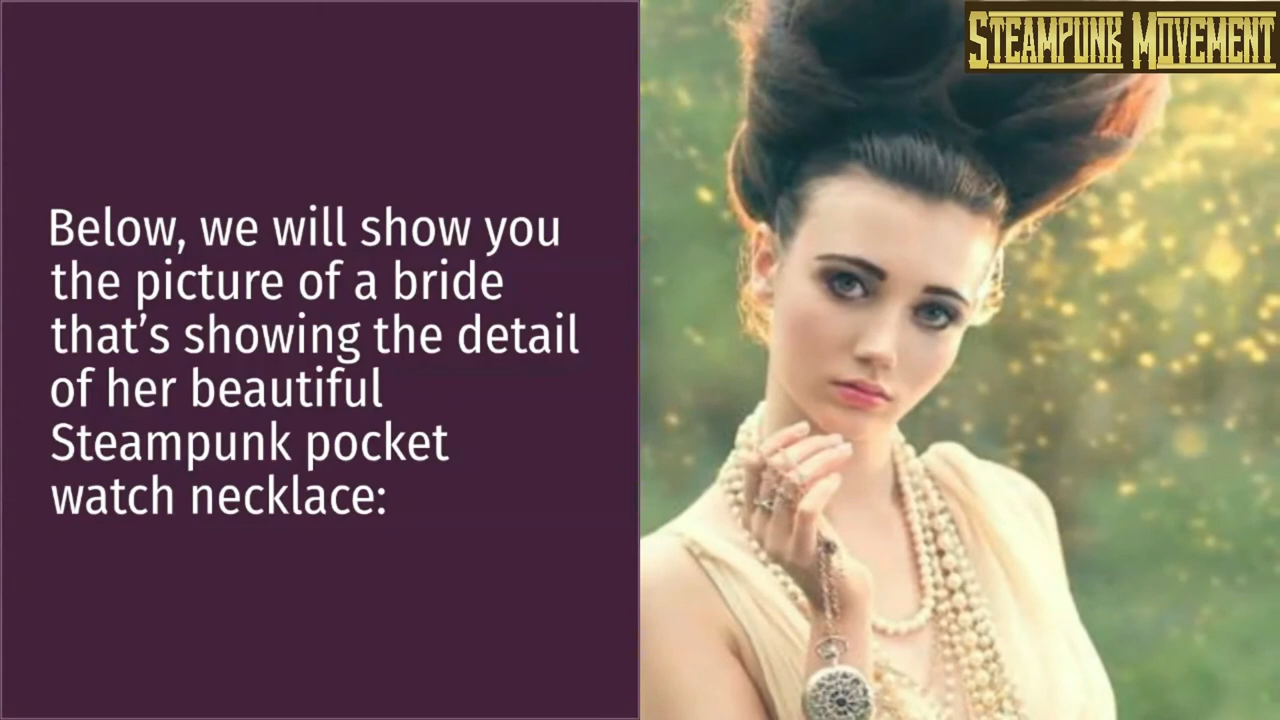 STEAMPUNK MOVEMENT
Below, we will show you
the picture of a bride
that's showing the detail
of her beautiful
Steampunk pocket
watch necklace: